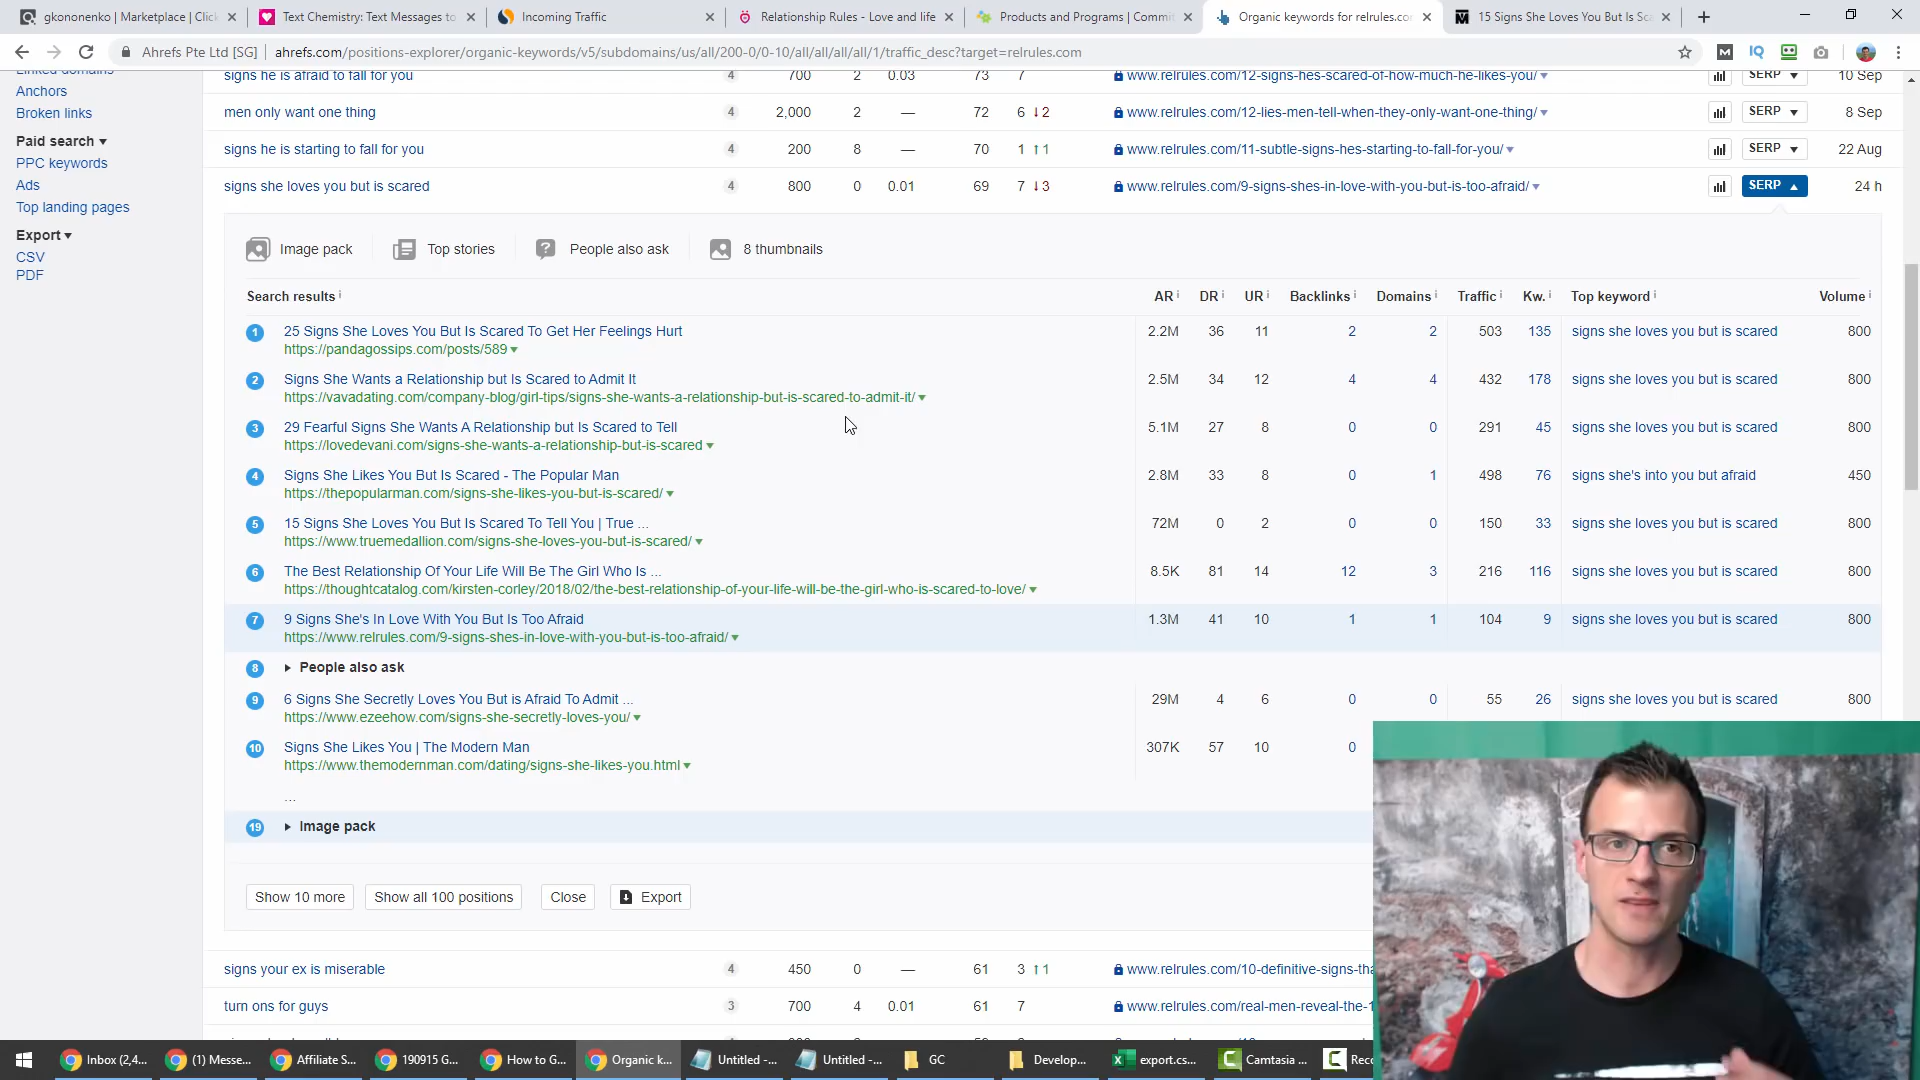 gkononenko | Marketplace | Click
Text Chemistry: Text Messages to
Incoming Traffic
Relationship Rules - Love and life
Products and Programs | Commit
Organic keywords for relrules.co
15 Signs She Loves You But Is Sca
Ahrefs Pte Ltd [SG] | ahrefs.com/positions-explorer/organic-keywords/v5/subdomains/us/all/200-0/0-10/all/all/all/all/1/traffic_desc?target=relrules.com
Linked domains
Anchors
Broken links
Paid search
PPC keywords
Ads
Top landing pages
Export
CSV
PDF
signs he is afraid to fall for you 4 700 2 0.03 73 7 www.relrules.com/12-signs-hes-scared-of-how-much-he-likes-you/ SERP 10 Sep
men only want one thing 4 2,000 2 — 72 6 ↓2 www.relrules.com/12-lies-men-tell-when-they-only-want-one-thing/ SERP 8 Sep
signs he is starting to fall for you 4 200 8 — 70 1 ↑1 www.relrules.com/11-subtle-signs-hes-starting-to-fall-for-you/ SERP 22 Aug
signs she loves you but is scared 4 800 0 0.01 69 7 ↓3 www.relrules.com/9-signs-shes-in-love-with-you-but-is-too-afraid/ SERP 24 h
Image pack Top stories People also ask 8 thumbnails
Search results AR DR UR Backlinks Domains Traffic Kw. Top keyword Volume
1 25 Signs She Loves You But Is Scared To Get Her Feelings Hurt 2.2M 36 11 2 2 503 135 signs she loves you but is scared 800
https://pandagossips.com/posts/589
2 Signs She Wants a Relationship but Is Scared to Admit It 2.5M 34 12 4 4 432 178 signs she loves you but is scared 800
https://vavadating.com/company-blog/girl-tips/signs-she-wants-a-relationship-but-is-scared-to-admit-it/
3 29 Fearful Signs She Wants A Relationship but Is Scared to Tell 5.1M 27 8 0 0 291 45 signs she loves you but is scared 800
https://lovedevani.com/signs-she-wants-a-relationship-but-is-scared
4 Signs She Likes You But Is Scared - The Popular Man 2.8M 33 8 0 1 498 76 signs she's into you but afraid 450
https://thepopularman.com/signs-she-likes-you-but-is-scared/
5 15 Signs She Loves You But Is Scared To Tell You | True ... 72M 0 2 0 0 150 33 signs she loves you but is scared 800
https://www.truemedallion.com/signs-she-loves-you-but-is-scared/
6 The Best Relationship Of Your Life Will Be The Girl Who Is ... 8.5K 81 14 12 3 216 116 signs she loves you but is scared 800
https://thoughtcatalog.com/kirsten-corley/2018/02/the-best-relationship-of-your-life-will-be-the-girl-who-is-scared-to-love/
7 9 Signs She's In Love With You But Is Too Afraid 1.3M 41 10 1 1 104 9 signs she loves you but is scared 800
https://www.relrules.com/9-signs-shes-in-love-with-you-but-is-too-afraid/
8 People also ask
9 6 Signs She Secretly Loves You But is Afraid To Admit ... 29M 4 6 0 0 55 26 signs she loves you but is scared 800
https://www.ezeehow.com/signs-she-secretly-loves-you/
10 Signs She Likes You | The Modern Man 307K 57 10 0
https://www.themodernman.com/dating/signs-she-likes-you.html
...
19 Image pack
Show 10 more Show all 100 positions Close Export
signs your ex is miserable 4 450 0 — 61 3 ↑1 www.relrules.com/10-definitive-signs-tha
turn ons for guys 3 700 4 0.01 61 7 www.relrules.com/real-men-reveal-the-1
Inbox (2,4... (1) Messe... Affiliate S... 190915 G... How to G... Organic k... Untitled -... Untitled -... GC Develop... export.cs... Camtasia ... Reco